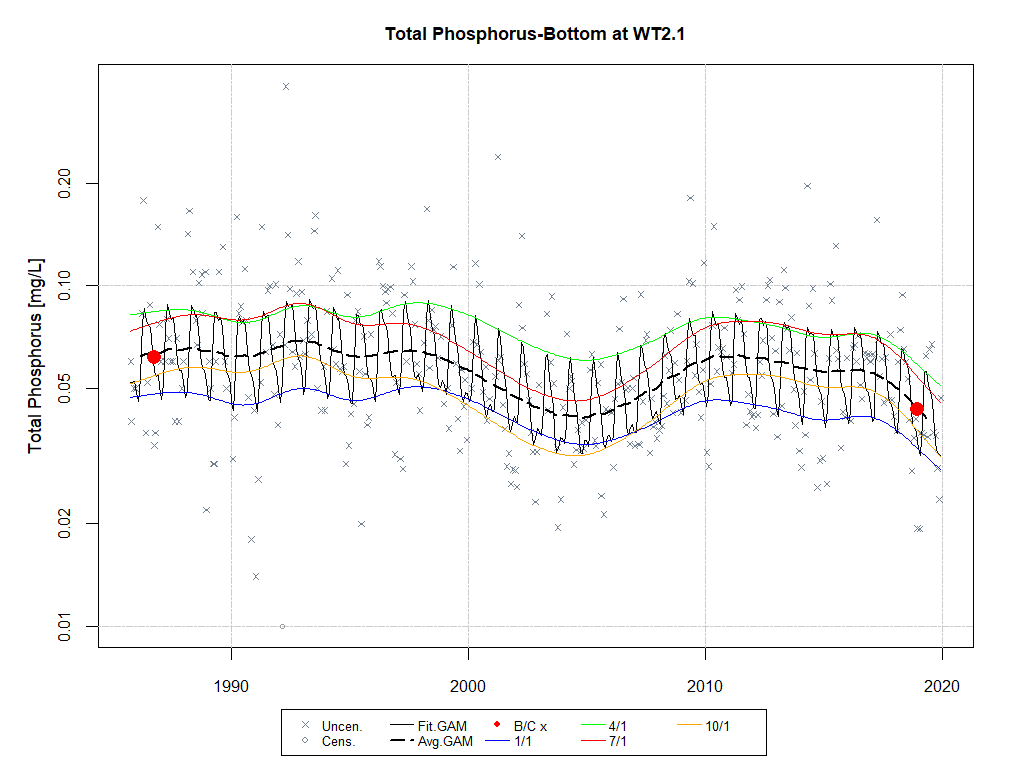 Total Phosphorus-Bottom at WT2.1
Total Phosphorus [mg/L]
0.20
0.10
0.05
0.02
0.01
1990 2000 2010 2020
Uncen. Fit.GAM B/C x 4/1 10/1
Cens. Avg.GAM 1/1 7/1